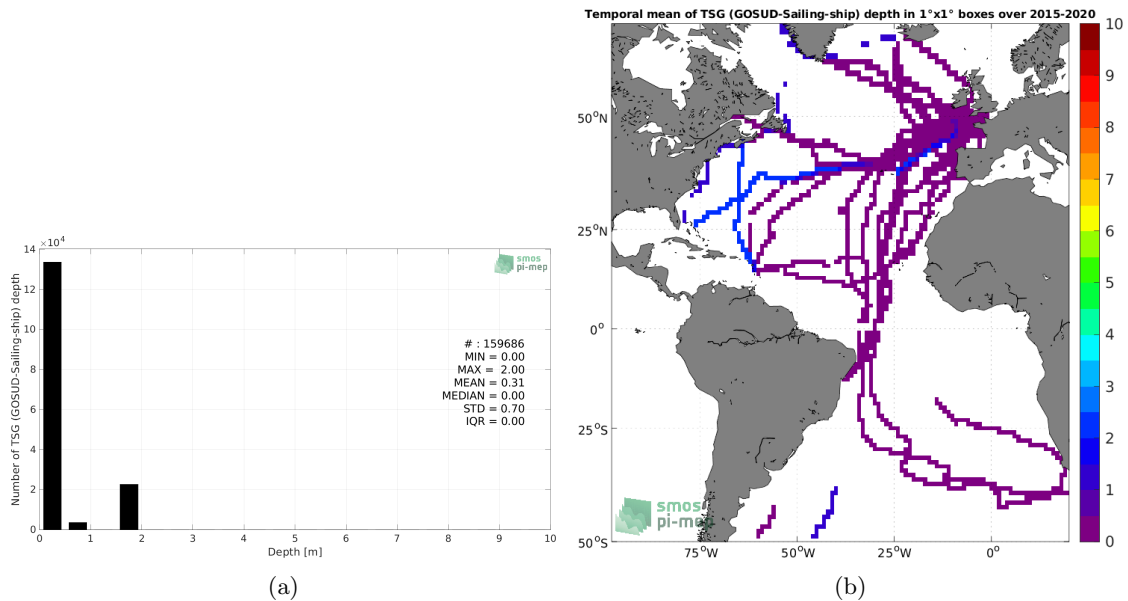 Number of TSG (GOSUD-Sailing-ship) depth
×10⁴
14
12
10
8
6
4
2
0
smos
pi-mep
# : 159686
MIN = 0.00
MAX = 2.00
MEAN = 0.31
MEDIAN = 0.00
STD = 0.70
IQR = 0.00
0 1 2 3 4 5 6 7 8 9 10
Depth [m]
(a)
Temporal mean of TSG (GOSUD-Sailing-ship) depth in 1°x1° boxes over 2015-2020
50°N
25°N
0°
25°S
50°S
smos
pi-mep
75°W 50°W 25°W 0°
10
9
8
7
6
5
4
3
2
1
0
(b)